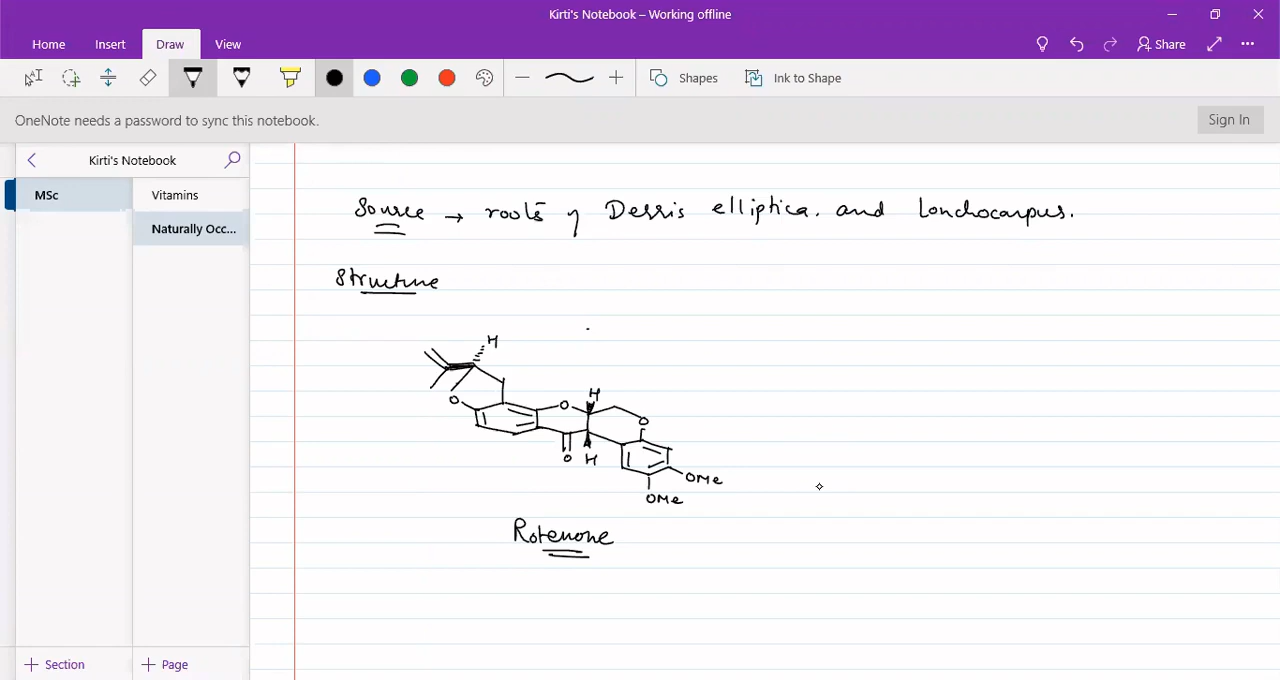 Kirti's Notebook – Working offline
Home Insert Draw View Share
Shapes Ink to Shape
OneNote needs a password to sync this notebook. Sign In
Kirti's Notebook
MSc Vitamins
Naturally Occ...
Source → roots of Derris elliptica. and Lonchocarpus.
Structure
H
O
O H
O
O H
OMe
OMe
Rotenone
+ Section + Page